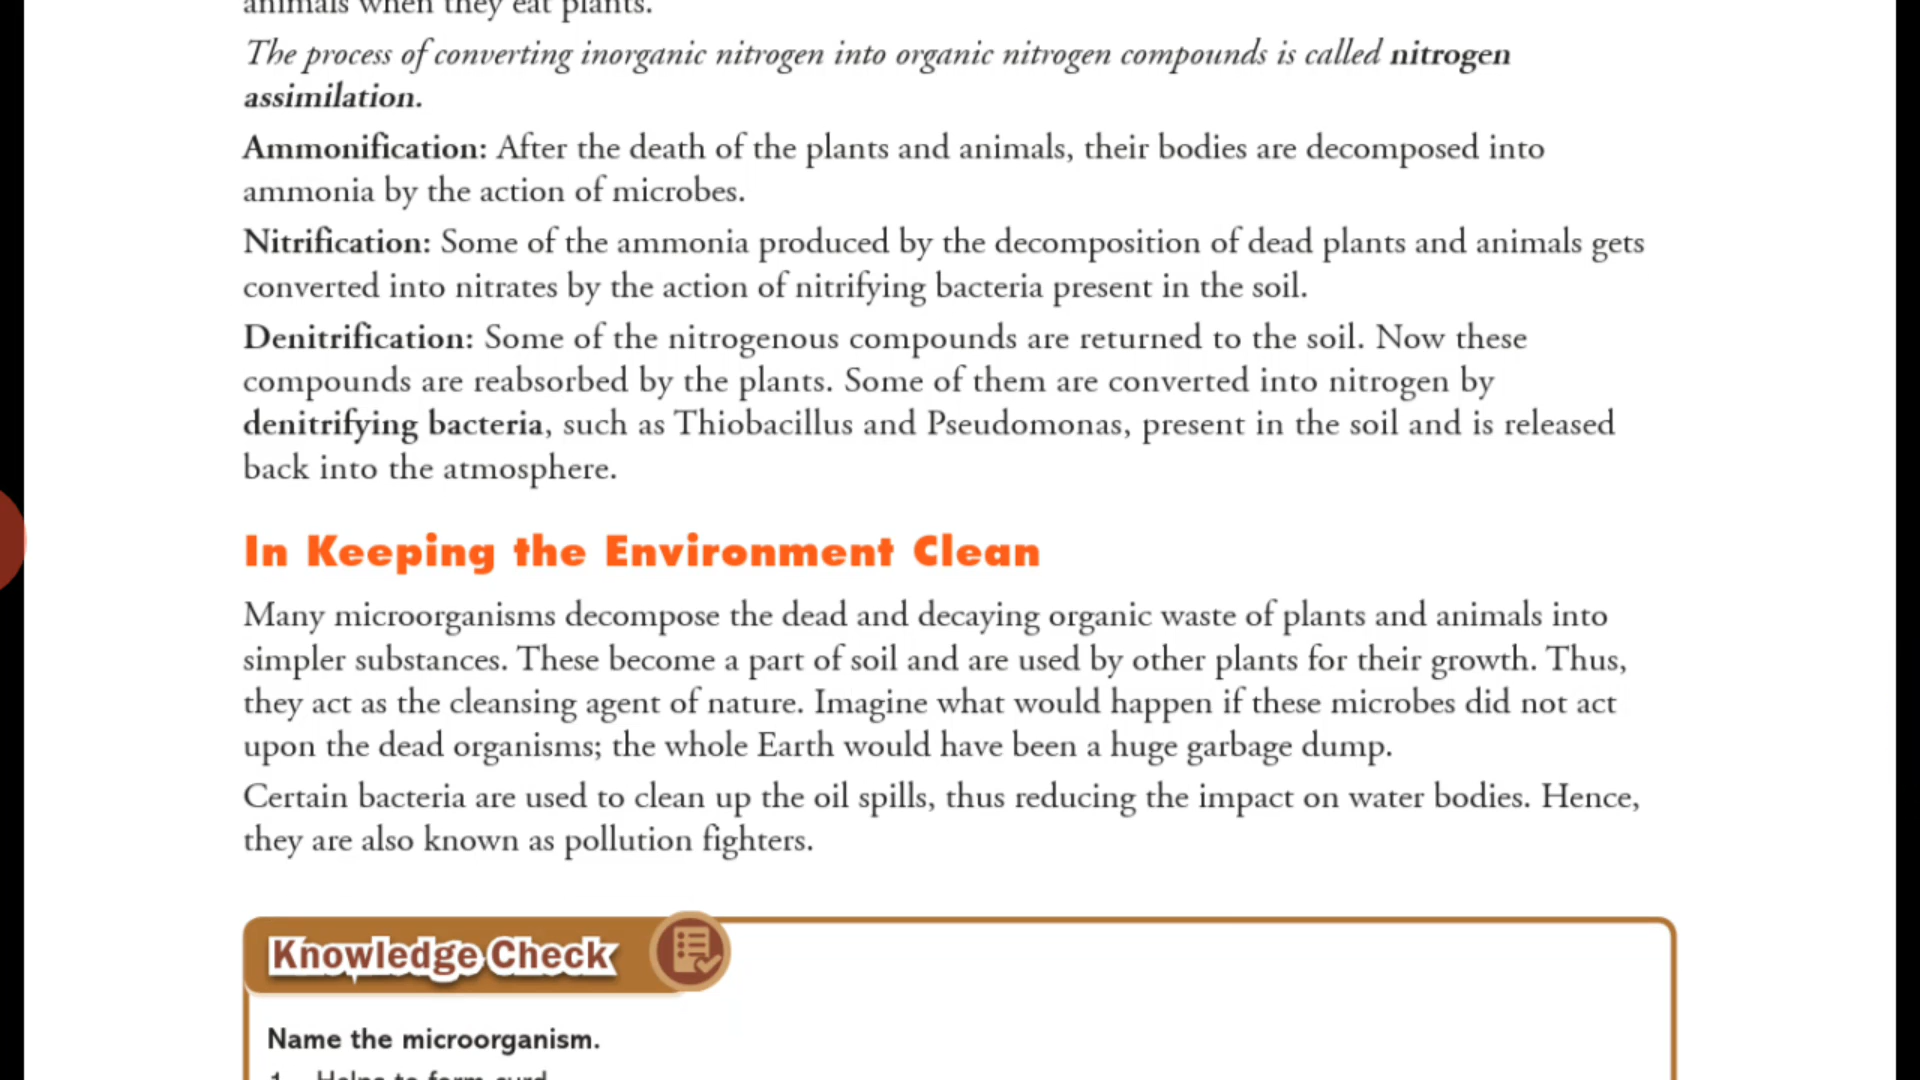 animals when they eat plants.
The process of converting inorganic nitrogen into organic nitrogen compounds is called nitrogen
assimilation.
Ammonification: After the death of the plants and animals, their bodies are decomposed into
ammonia by the action of microbes.
Nitrification: Some of the ammonia produced by the decomposition of dead plants and animals gets
converted into nitrates by the action of nitrifying bacteria present in the soil.
Denitrification: Some of the nitrogenous compounds are returned to the soil. Now these
compounds are reabsorbed by the plants. Some of them are converted into nitrogen by
denitrifying bacteria, such as Thiobacillus and Pseudomonas, present in the soil and is released
back into the atmosphere.
In Keeping the Environment Clean
Many microorganisms decompose the dead and decaying organic waste of plants and animals into
simpler substances. These become a part of soil and are used by other plants for their growth. Thus,
they act as the cleansing agent of nature. Imagine what would happen if these microbes did not act
upon the dead organisms; the whole Earth would have been a huge garbage dump.
Certain bacteria are used to clean up the oil spills, thus reducing the impact on water bodies. Hence,
they are also known as pollution fighters.
Knowledge Check
Name the microorganism.
1. Helps to form curd